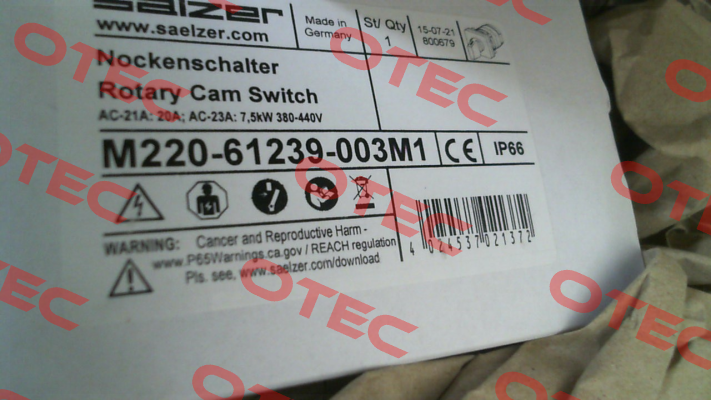 saelzer
www.saelzer.com
Made in
Germany
St/ Qty
1
15-07-21
800679
Nockenschalter
Rotary Cam Switch
AC-21A: 20A; AC-23A: 7,5kW 380-440V
M220-61239-003M1
CE
IP66
WARNING: Cancer and Reproductive Harm -
www.P65Warnings.ca.gov / REACH regulation
Pls. see, www.saelzer.com/download
4 024537 021372
OTEC
OTEC
OTEC
OTEC
OTEC
OTEC
OTEC
OTEC
OTEC
OTEC